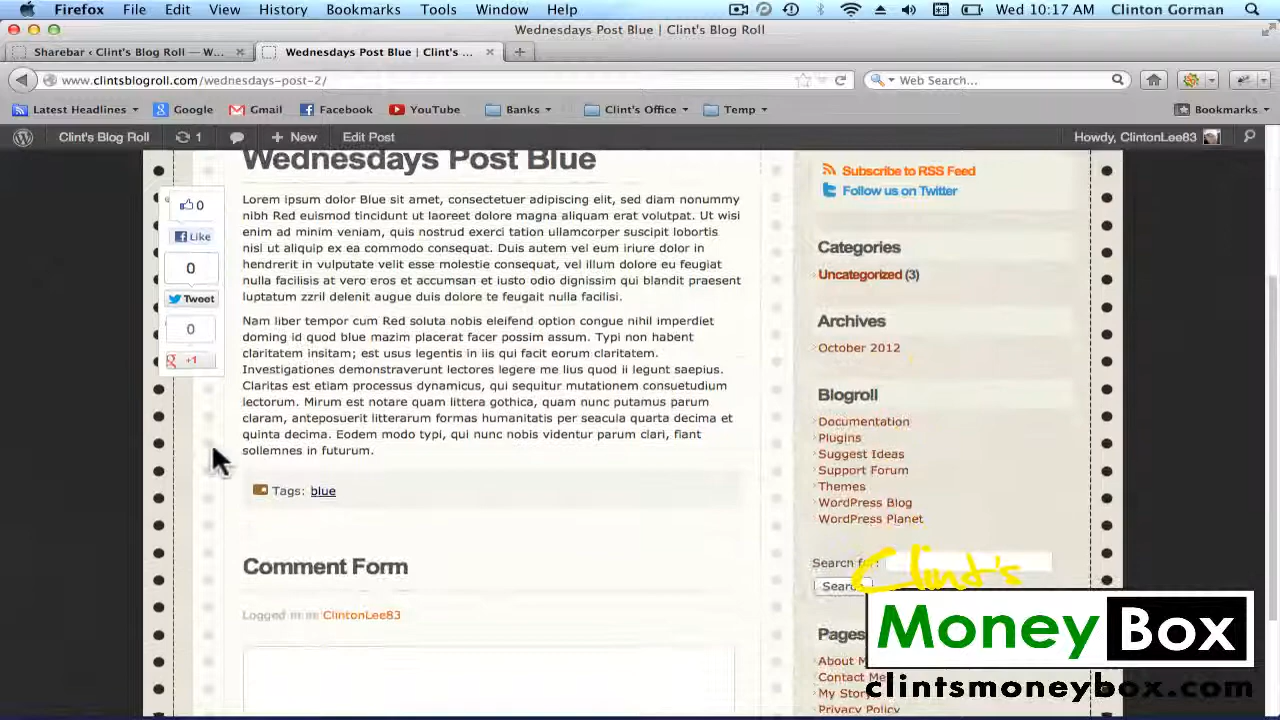 Firefox File Edit View History Bookmarks Tools Window Help Wed 10:17 AM Clinton Gorman
Wednesdays Post Blue | Clint's Blog Roll
Sharebar ‹ Clint's Blog Roll — W... Wednesdays Post Blue | Clint's ...
www.clintsblogroll.com/wednesdays-post-2/ Web Search...
Latest Headlines Google Gmail Facebook YouTube Banks Clint's Office Temp Bookmarks
Clint's Blog Roll 1 + New Edit Post Howdy, ClintonLee83
Wednesdays Post Blue
0
Like
0
Tweet
0
+1
Lorem ipsum dolor Blue sit amet, consectetuer adipiscing elit, sed diam nonummy
nibh Red euismod tincidunt ut laoreet dolore magna aliquam erat volutpat. Ut wisi
enim ad minim veniam, quis nostrud exerci tation ullamcorper suscipit lobortis
nisl ut aliquip ex ea commodo consequat. Duis autem vel eum iriure dolor in
hendrerit in vulputate velit esse molestie consequat, vel illum dolore eu feugiat
nulla facilisis at vero eros et accumsan et iusto odio dignissim qui blandit praesent
luptatum zzril delenit augue duis dolore te feugait nulla facilisi.
Nam liber tempor cum Red soluta nobis eleifend option congue nihil imperdiet
doming id quod blue mazim placerat facer possim assum. Typi non habent
claritatem insitam; est usus legentis in iis qui facit eorum claritatem.
Investigationes demonstraverunt lectores legere me lius quod ii legunt saepius.
Claritas est etiam processus dynamicus, qui sequitur mutationem consuetudium
lectorum. Mirum est notare quam littera gothica, quam nunc putamus parum
claram, anteposuerit litterarum formas humanitatis per seacula quarta decima et
quinta decima. Eodem modo typi, qui nunc nobis videntur parum clari, fiant
sollemnes in futurum.
Tags: blue
Comment Form
Logged in as ClintonLee83
Subscribe to RSS Feed
Follow us on Twitter
Categories
Uncategorized (3)
Archives
October 2012
Blogroll
Documentation
Plugins
Suggest Ideas
Support Forum
Themes
WordPress Blog
WordPress Planet
Search for:
Search
Pages
About M
Contact Me
My Story
Privacy Policy
Clint's
Money Box
clintsmoneybox.com